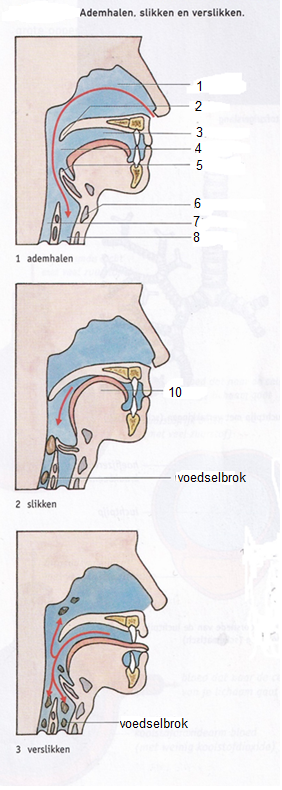 Ademhalen, slikken en verslikken.
1
2
3
4
5
6
7
8
1 ademhalen
10
voedselbrok
2 slikken
voedselbrok
3 verslikken